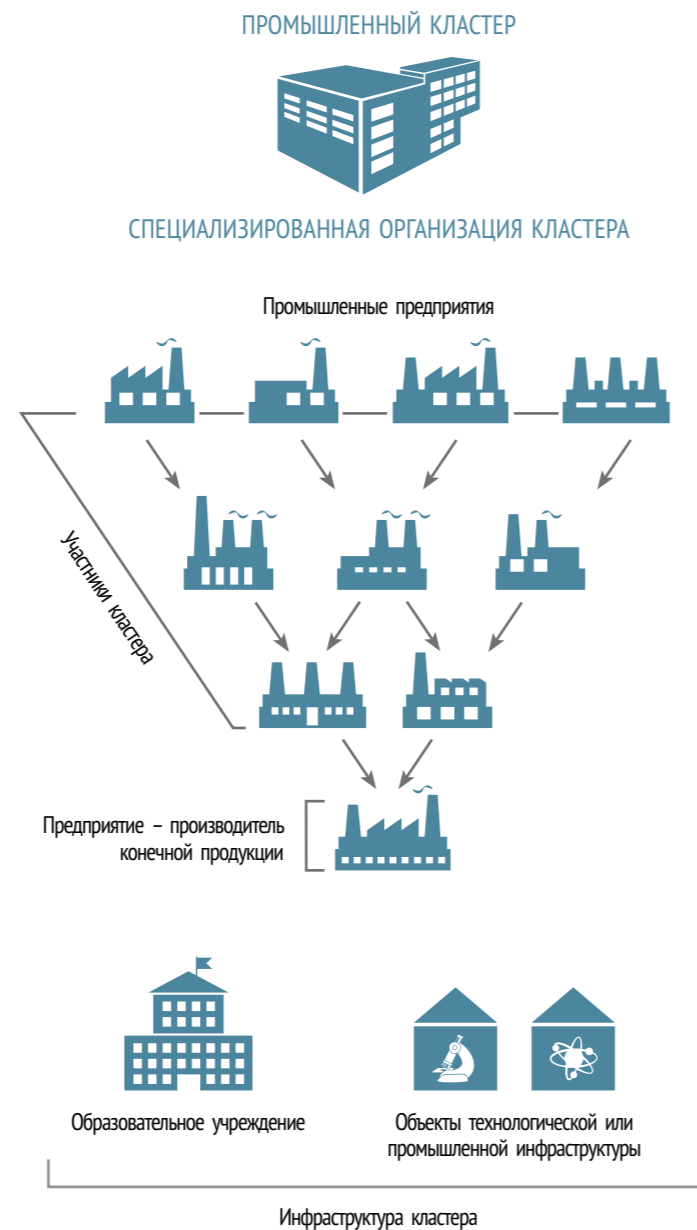 ПРОМЫШЛЕННЫЙ КЛАСТЕР
СПЕЦИАЛИЗИРОВАННАЯ ОРГАНИЗАЦИЯ КЛАСТЕРА
Промышленные предприятия
Участники кластера
Предприятие – производитель
конечной продукции
Образовательное учреждение
Объекты технологической или
промышленной инфраструктуры
Инфраструктура кластера